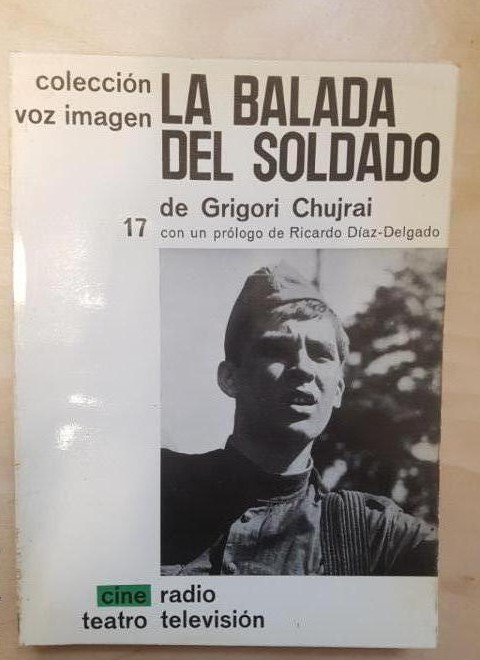 colección
voz imagen
LA BALADA
DEL SOLDADO
de Grigori Chujrai
17
con un prólogo de Ricardo Díaz-Delgado
cine radio
teatro televisión